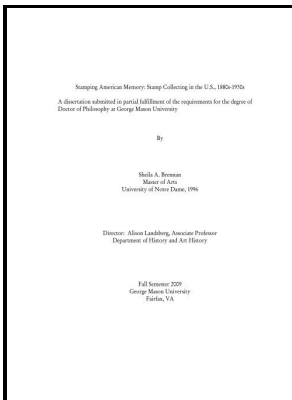 Stamping American Memory: Stamp Collecting in the U.S., 1880s-1930s
A dissertation submitted in partial fulfillment of the requirements for the degree of
Doctor of Philosophy at George Mason University
By
Sheila A. Brennan
Master of Arts
University of Notre Dame, 1996
Director: Alison Landsberg, Associate Professor
Department of History and Art History
Fall Semester 2009
George Mason University
Fairfax, VA